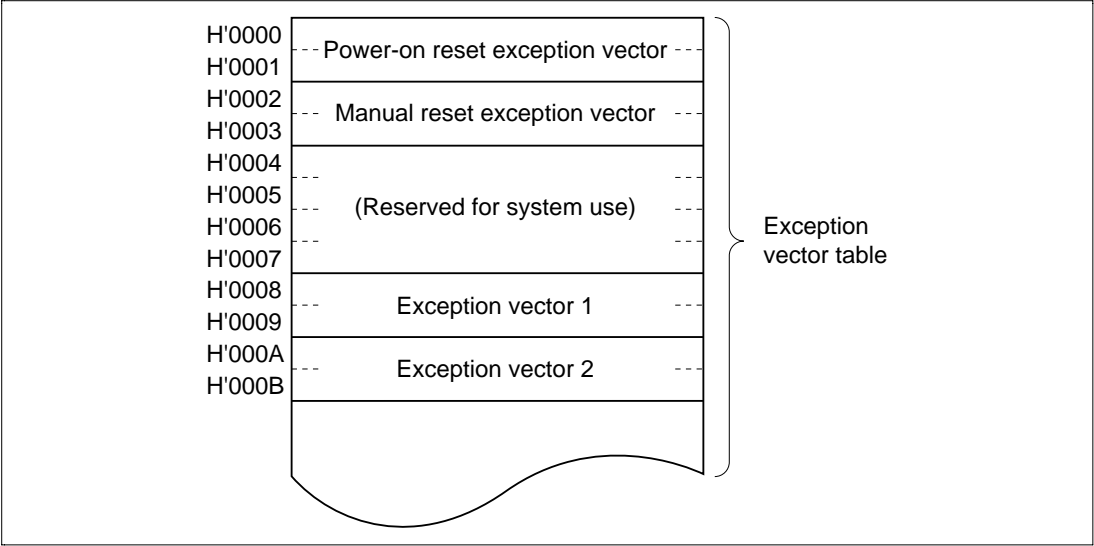 H'0000
Power-on reset exception vector
H'0001
H'0002
Manual reset exception vector
H'0003
H'0004
H'0005
(Reserved for system use)
H'0006
H'0007
H'0008
Exception vector 1
H'0009
H'000A
Exception vector 2
H'000B
Exception
vector table